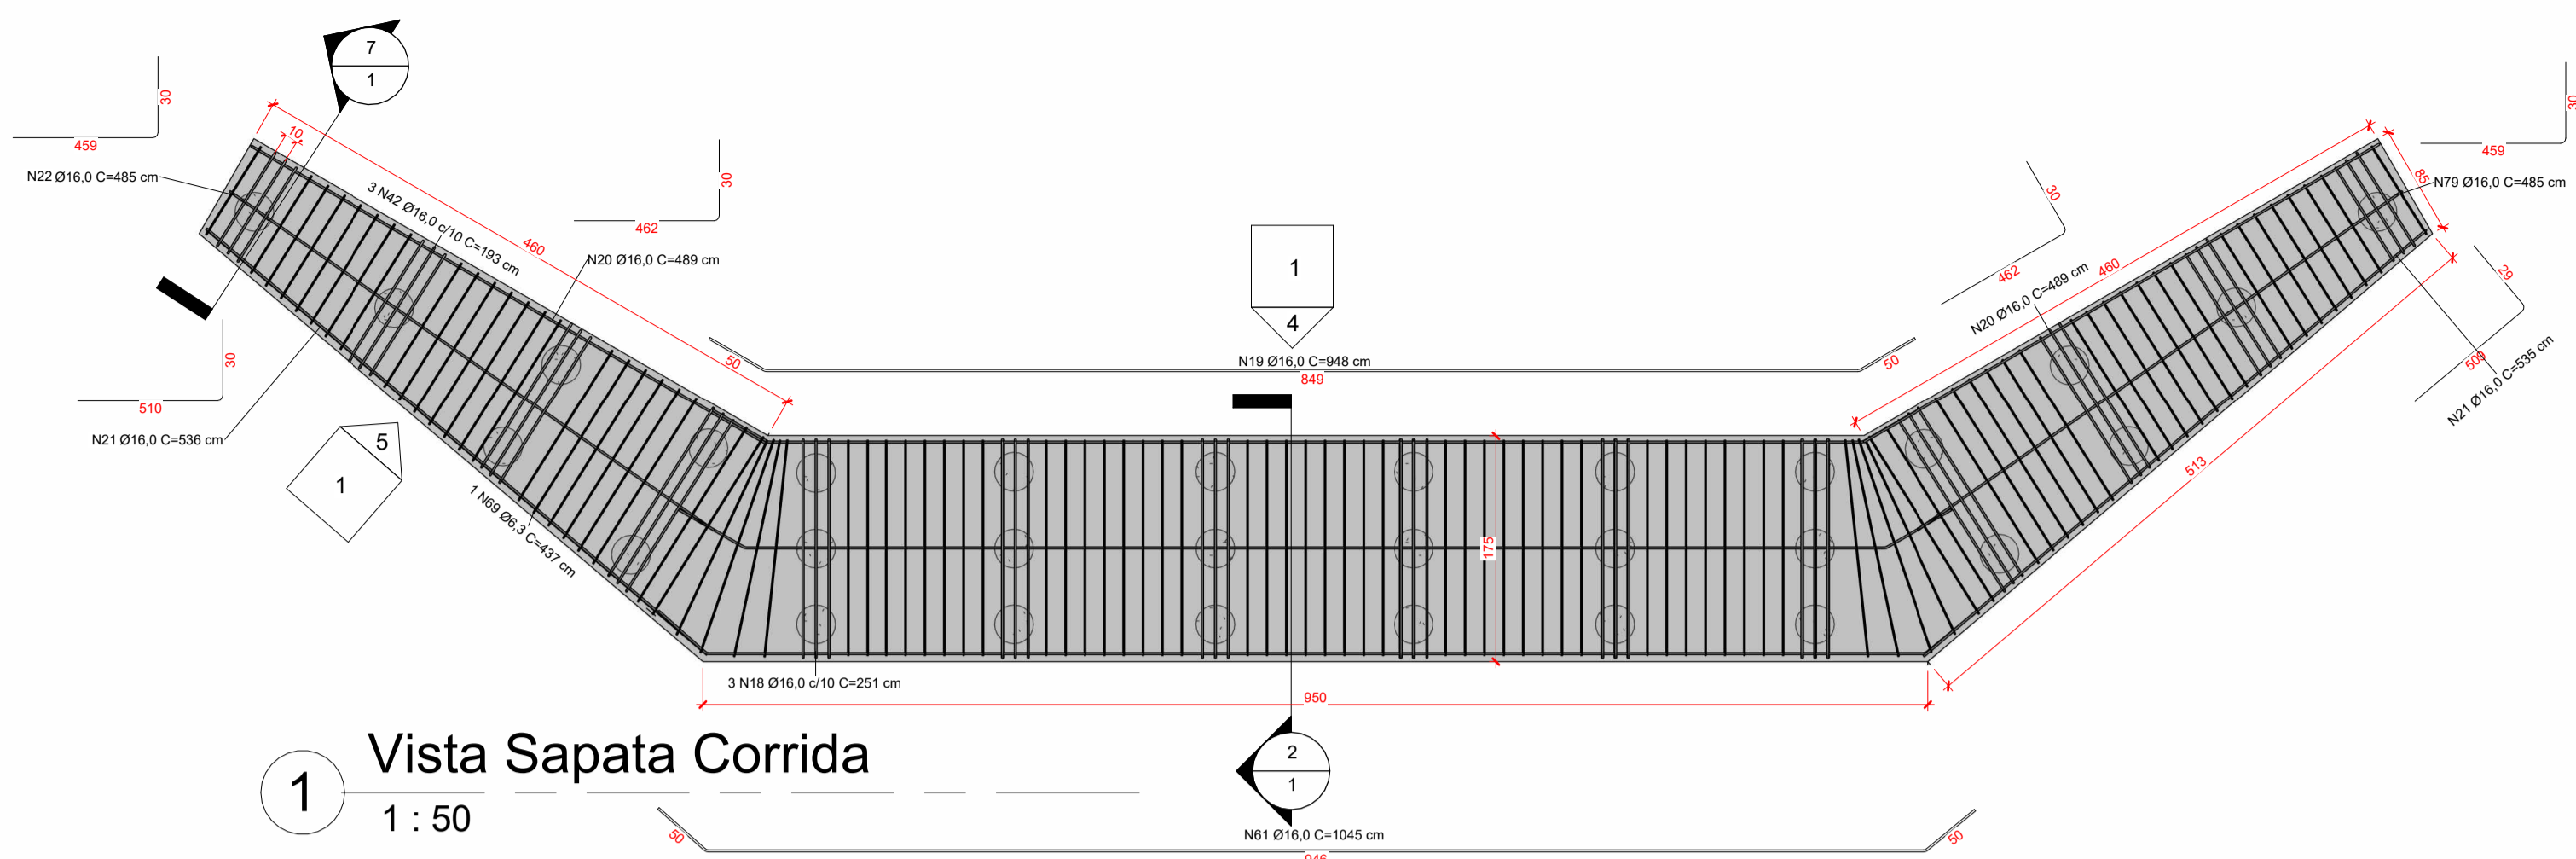 7
1
30
459
10
N22 Ø16,0 C=485 cm
3 N42 Ø16,0 c/10 C=193 cm
460
30
462
N20 Ø16,0 C=489 cm
30
510
N21 Ø16,0 C=536 cm
5
1
1 N69 Ø6,3 C=437 cm
50
1
4
N19 Ø16,0 C=948 cm
849
50
175
30
462
N20 Ø16,0 C=489 cm
460
30
459
85
N79 Ø16,0 C=485 cm
29
509
N21 Ø16,0 C=535 cm
513
3 N18 Ø16,0 c/10 C=251 cm
950
1
Vista Sapata Corrida
1 : 50
2
1
50
N61 Ø16,0 C=1045 cm
946
50